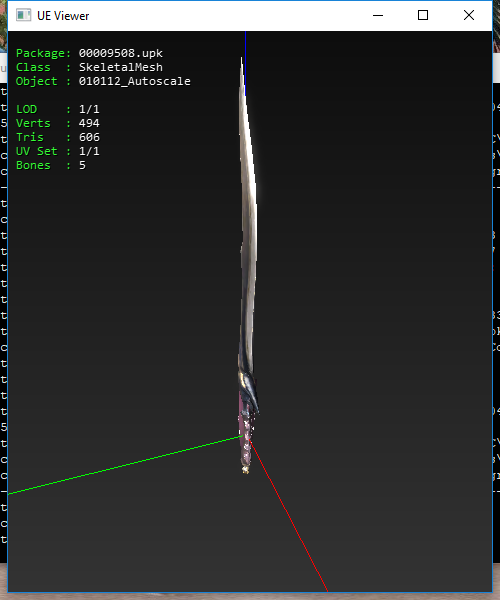 UE Viewer
Package: 00009508.upk
Class : SkeletalMesh
Object : 010112_Autoscale
LOD : 1/1
Verts : 494
Tris : 606
UV Set : 1/1
Bones : 5